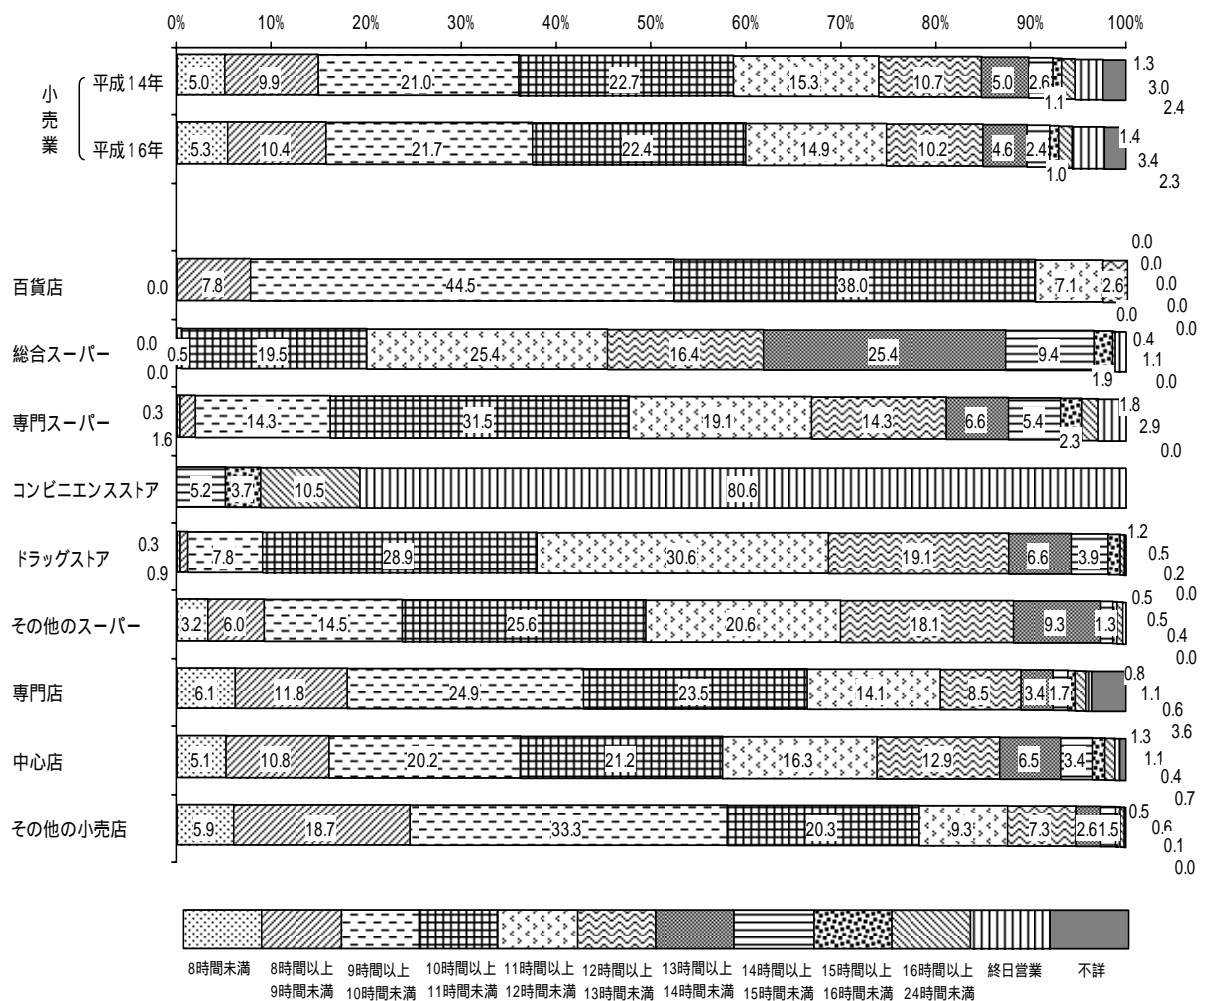 0% 10% 20% 30% 40% 50% 60% 70% 80% 90% 100%
小売業
平成14年 5.0 9.9 21.0 22.7 15.3 10.7 5.0 2.6 1.1 1.3 3.0 2.4
平成16年 5.3 10.4 21.7 22.4 14.9 10.2 4.6 2.4 1.0 1.4 3.4 2.3
百貨店 0.0 7.8 44.5 38.0 7.1 2.6 0.0 0.0 0.0 0.0 0.0 0.0
総合スーパー 0.0 0.0 0.5 19.5 25.4 16.4 25.4 9.4 1.9 0.4 1.1 0.0
専門スーパー 0.3 1.6 14.3 31.5 19.1 14.3 6.6 5.4 2.3 1.8 2.9 0.0
コンビニエンスストア 5.2 3.7 10.5 80.6
ドラッグストア 0.3 0.9 7.8 28.9 30.6 19.1 6.6 3.9 1.2 0.5 0.2 0.0
その他のスーパー 3.2 6.0 14.5 25.6 20.6 18.1 9.3 1.3 0.5 0.5 0.4 0.0
専門店 6.1 11.8 24.9 23.5 14.1 8.5 3.4 1.7 0.8 1.1 0.6 3.6
中心店 5.1 10.8 20.2 21.2 16.3 12.9 6.5 3.4 1.3 1.1 0.4 0.7
その他の小売店 5.9 18.7 33.3 20.3 9.3 7.3 2.6 1.5 0.5 0.6 0.1 0.0
8時間未満 8時間以上 9時間以上 10時間以上 11時間以上 12時間以上 13時間以上 14時間以上 15時間以上 16時間以上 終日営業 不詳
9時間未満 10時間未満 11時間未満 12時間未満 13時間未満 14時間未満 15時間未満 16時間未満 24時間未満